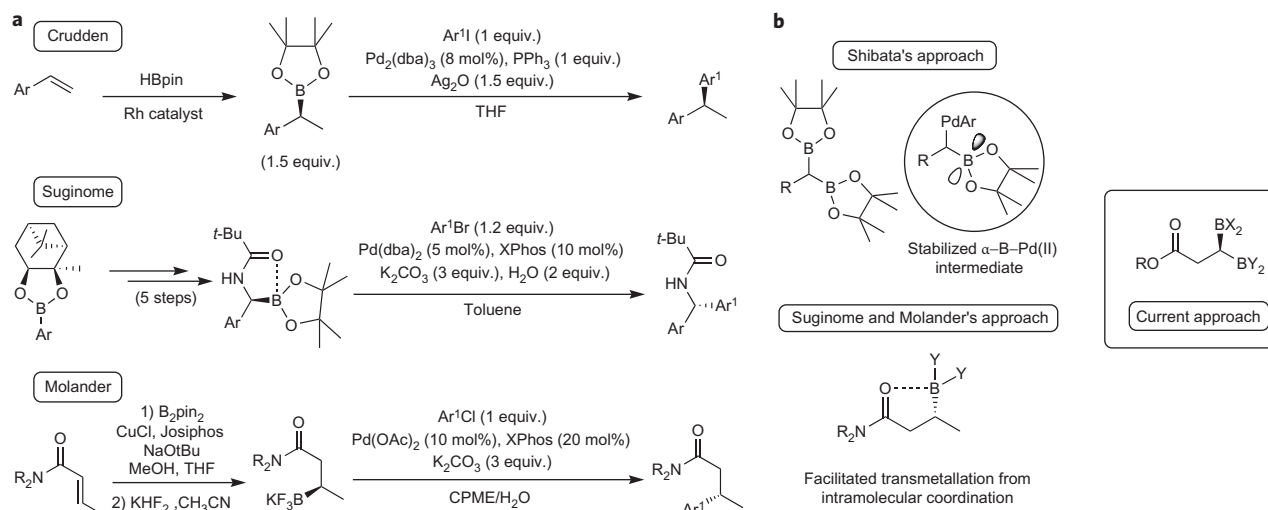 a
Crudden
Ar
HBpin
Rh catalyst
O
O
B
Ar
(1.5 equiv.)
Ar¹I (1 equiv.)
Pd₂(dba)₃ (8 mol%), PPh₃ (1 equiv.)
Ag₂O (1.5 equiv.)
THF
Ar¹
Ar
Suginome
O
O
B
Ar
(5 steps)
t-Bu
O
HN
O
B
Ar
O
Ar¹Br (1.2 equiv.)
Pd(dba)₂ (5 mol%), XPhos (10 mol%)
K₂CO₃ (3 equiv.), H₂O (2 equiv.)
Toluene
t-Bu
O
HN
Ar
Ar¹
Molander
O
R₂N
1) B₂pin₂
CuCl, Josiphos
NaOtBu
MeOH, THF
2) KHF₂ ,CH₃CN
O
R₂N
KF₃B
Ar¹Cl (1 equiv.)
Pd(OAc)₂ (10 mol%), XPhos (20 mol%)
K₂CO₃ (3 equiv.)
CPME/H₂O
O
R₂N
Ar¹
b
Shibata's approach
O
O
B
R
B
O
O
PdAr
R
B
O
O
Stabilized α–B–Pd(II)
intermediate
Suginome and Molander's approach
Y
O
B
Y
R₂N
Facilitated transmetallation from
intramolecular coordination
O
BX₂
RO
BY₂
Current approach